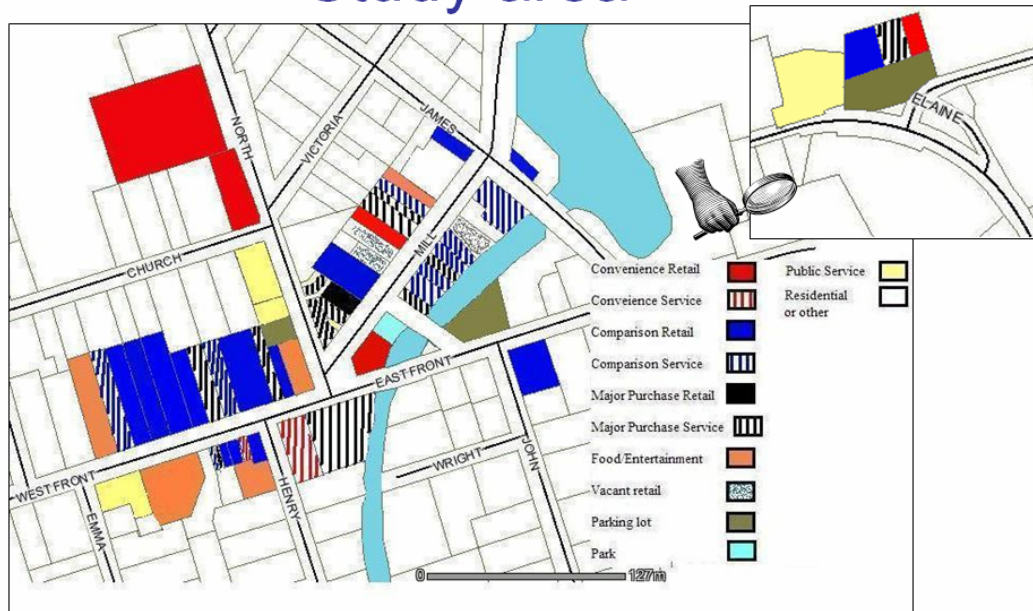 Study area
JAMES
NORTH
VICTORIA
ELAINE
MILL
CHURCH
EAST FRONT
WEST FRONT
WRIGHT
JOHN
HENRY
EMMA
Convenience Retail
Convience Service
Comparison Retail
Comparison Service
Major Purchase Retail
Major Purchase Service
Food/Entertainment
Vacant retail
Parking lot
Park
Public Service
Residential
or other
0 127m